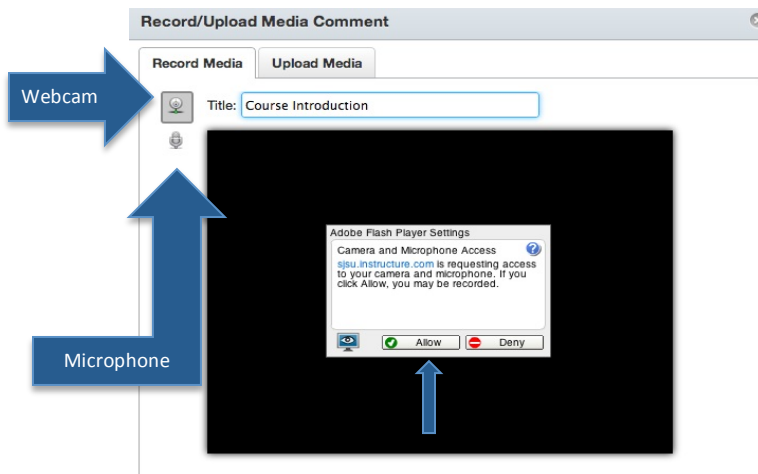 Record/Upload Media Comment
Record Media
Upload Media
Webcam
Title: Course Introduction
Adobe Flash Player Settings
Camera and Microphone Access
sjsu.instructure.com is requesting access
to your camera and microphone. If you
click Allow, you may be recorded.
Allow
Deny
Microphone